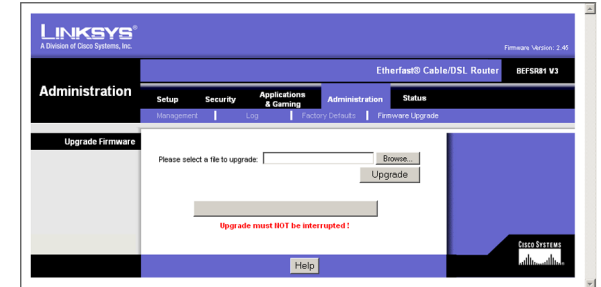 LINKSYS®
A Division of Cisco Systems, Inc.
Firmware Version: 2.45
Etherfast® Cable/DSL Router BEFSR81 V3
Administration
Setup Security Applications & Gaming Administration Status
Management Log Factory Defaults Firmware Upgrade
Upgrade Firmware
Please select a file to upgrade: Browse...
Upgrade
Upgrade must NOT be interrupted !
CISCO SYSTEMS
Help